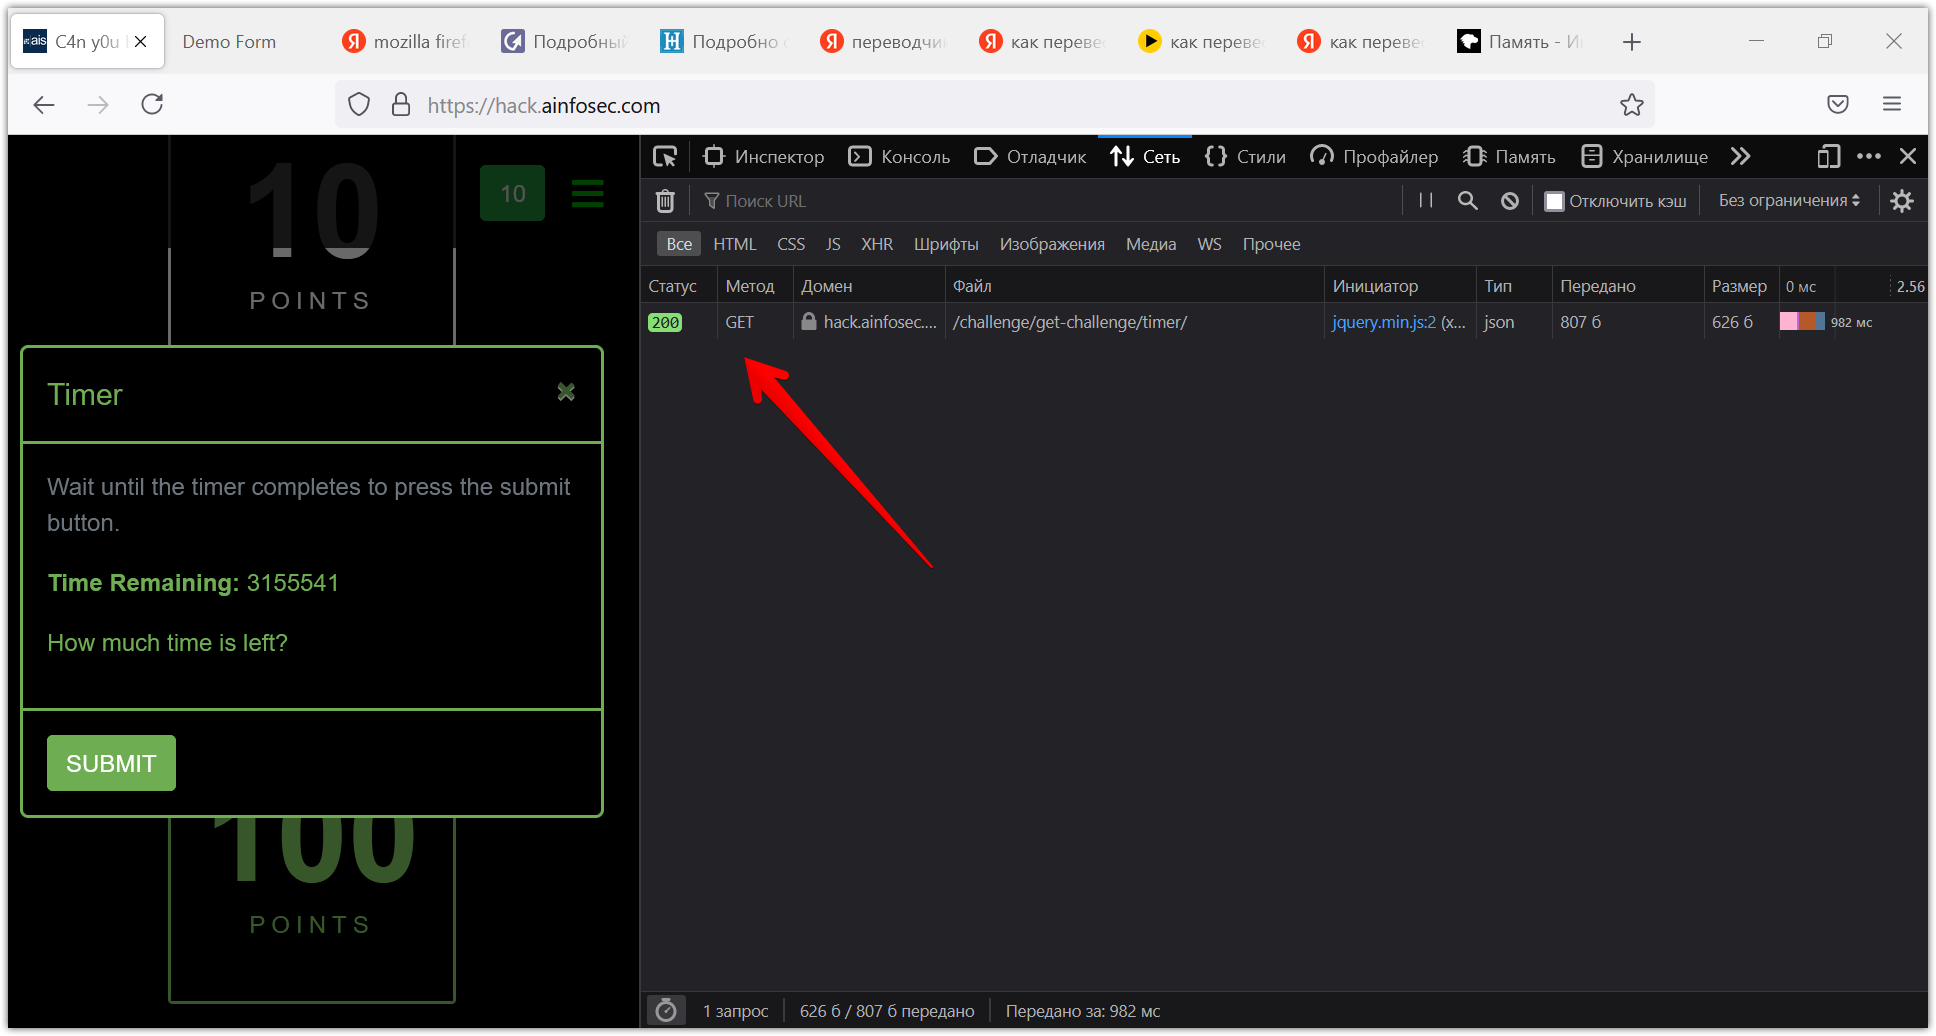 C4n y0u
Demo Form
mozilla firef
Подробный
Подробно
переводчи
как переве
как переве
как переве
Память - И
https://hack.ainfosec.com
10
POINTS
10
Timer
Wait until the timer completes to press the submit
button.
Time Remaining: 3155541
How much time is left?
SUBMIT
100
POINTS
Инспектор
Консоль
Отладчик
Сеть
Стили
Профайлер
Память
Хранилище
Поиск URL
Отключить кэш
Без ограничения
Все HTML CSS JS XHR Шрифты Изображения Медиа WS Прочее
Статус Метод Домен Файл Инициатор Тип Передано Размер 0 мс 2.56
200 GET hack.ainfosec.... /challenge/get-challenge/timer/ jquery.min.js:2 (x... json 807 б 626 б 982 мс
1 запрос 626 б / 807 б передано Передано за: 982 мс